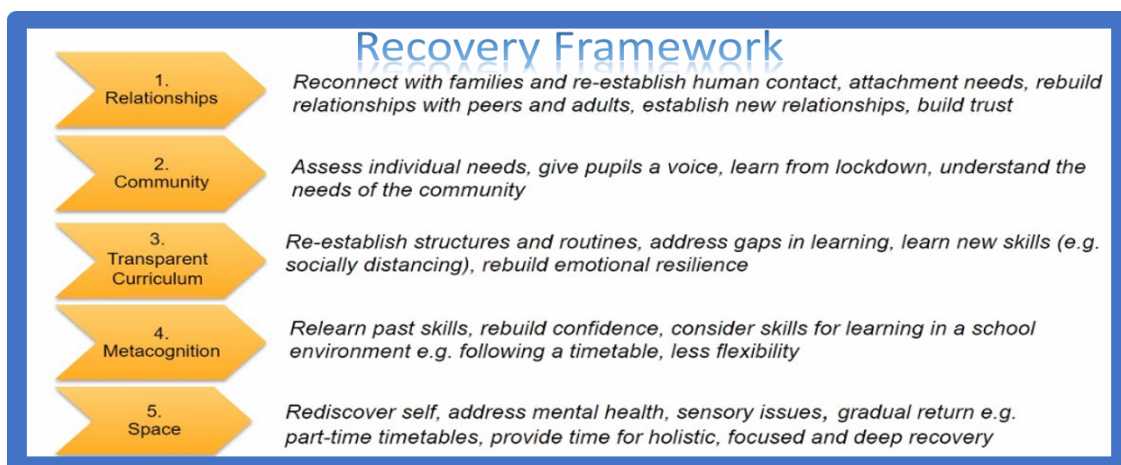 Recovery Framework
1.
Relationships
Reconnect with families and re-establish human contact, attachment needs, rebuild
relationships with peers and adults, establish new relationships, build trust
2.
Community
Assess individual needs, give pupils a voice, learn from lockdown, understand the
needs of the community
3.
Transparent
Curriculum
Re-establish structures and routines, address gaps in learning, learn new skills (e.g.
socially distancing), rebuild emotional resilience
4.
Metacognition
Relearn past skills, rebuild confidence, consider skills for learning in a school
environment e.g. following a timetable, less flexibility
5.
Space
Rediscover self, address mental health, sensory issues, gradual return e.g.
part-time timetables, provide time for holistic, focused and deep recovery